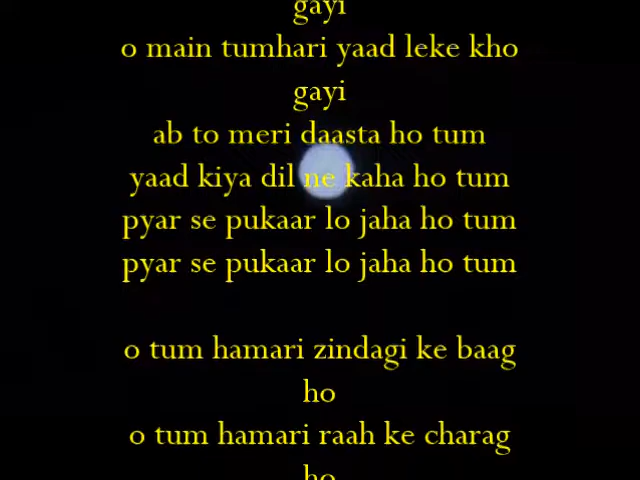 gayi
o main tumhari yaad leke kho
gayi
ab to meri daasta ho tum
yaad kiya dil ne kaha ho tum
pyar se pukaar lo jaha ho tum
pyar se pukaar lo jaha ho tum
o tum hamari zindagi ke baag
ho
o tum hamari raah ke charag
ho